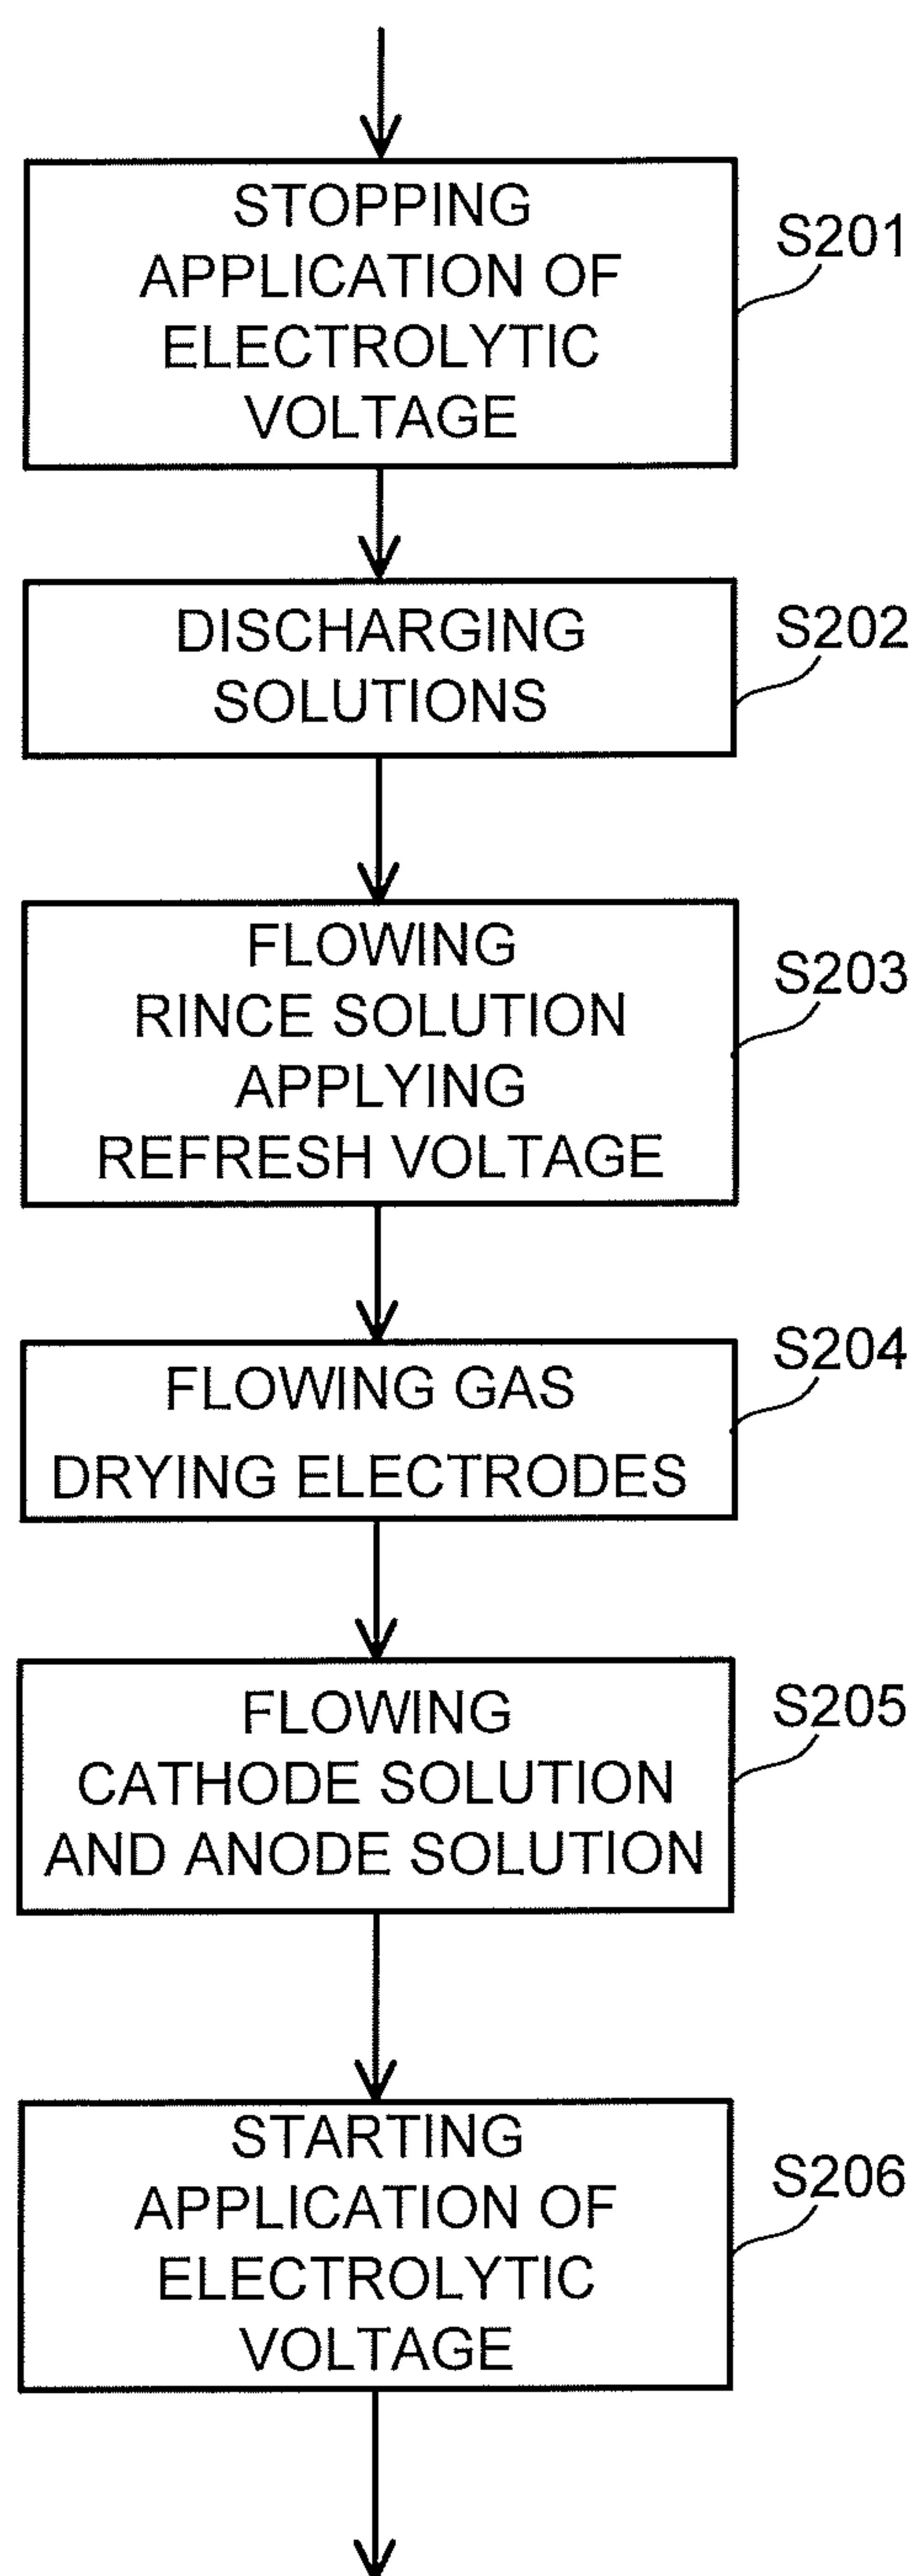 STOPPING
APPLICATION OF
ELECTROLYTIC
VOLTAGE
S201
DISCHARGING
SOLUTIONS
S202
FLOWING
RINCE SOLUTION
APPLYING
REFRESH VOLTAGE
S203
FLOWING GAS
DRYING ELECTRODES
S204
FLOWING
CATHODE SOLUTION
AND ANODE SOLUTION
S205
STARTING
APPLICATION OF
ELECTROLYTIC
VOLTAGE
S206